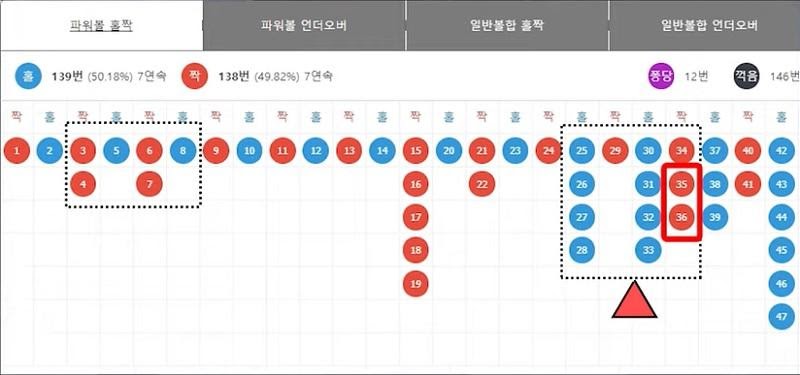 파워볼 홀짝 파워볼 언더오버 일반볼합 홀짝 일반볼합 언더오버
홀 139번 (50.18%) 7연속 짝 138번 (49.82%) 7연속 퐁당 12번 꺽음 146번
짝 홀 짝 홀 짝 홀 짝 홀 짝 홀 짝 홀 짝 홀 짝 홀 짝 홀 짝 홀 짝 홀 짝 홀
1 2 3 5 6 8 9 10 11 12 13 14 15 20 21 23 24 25 29 30 34 37 40 42
4 7 16 22 26 31 35 38 41 43
17 27 32 36 39 44
18 28 33 45
19 46
47